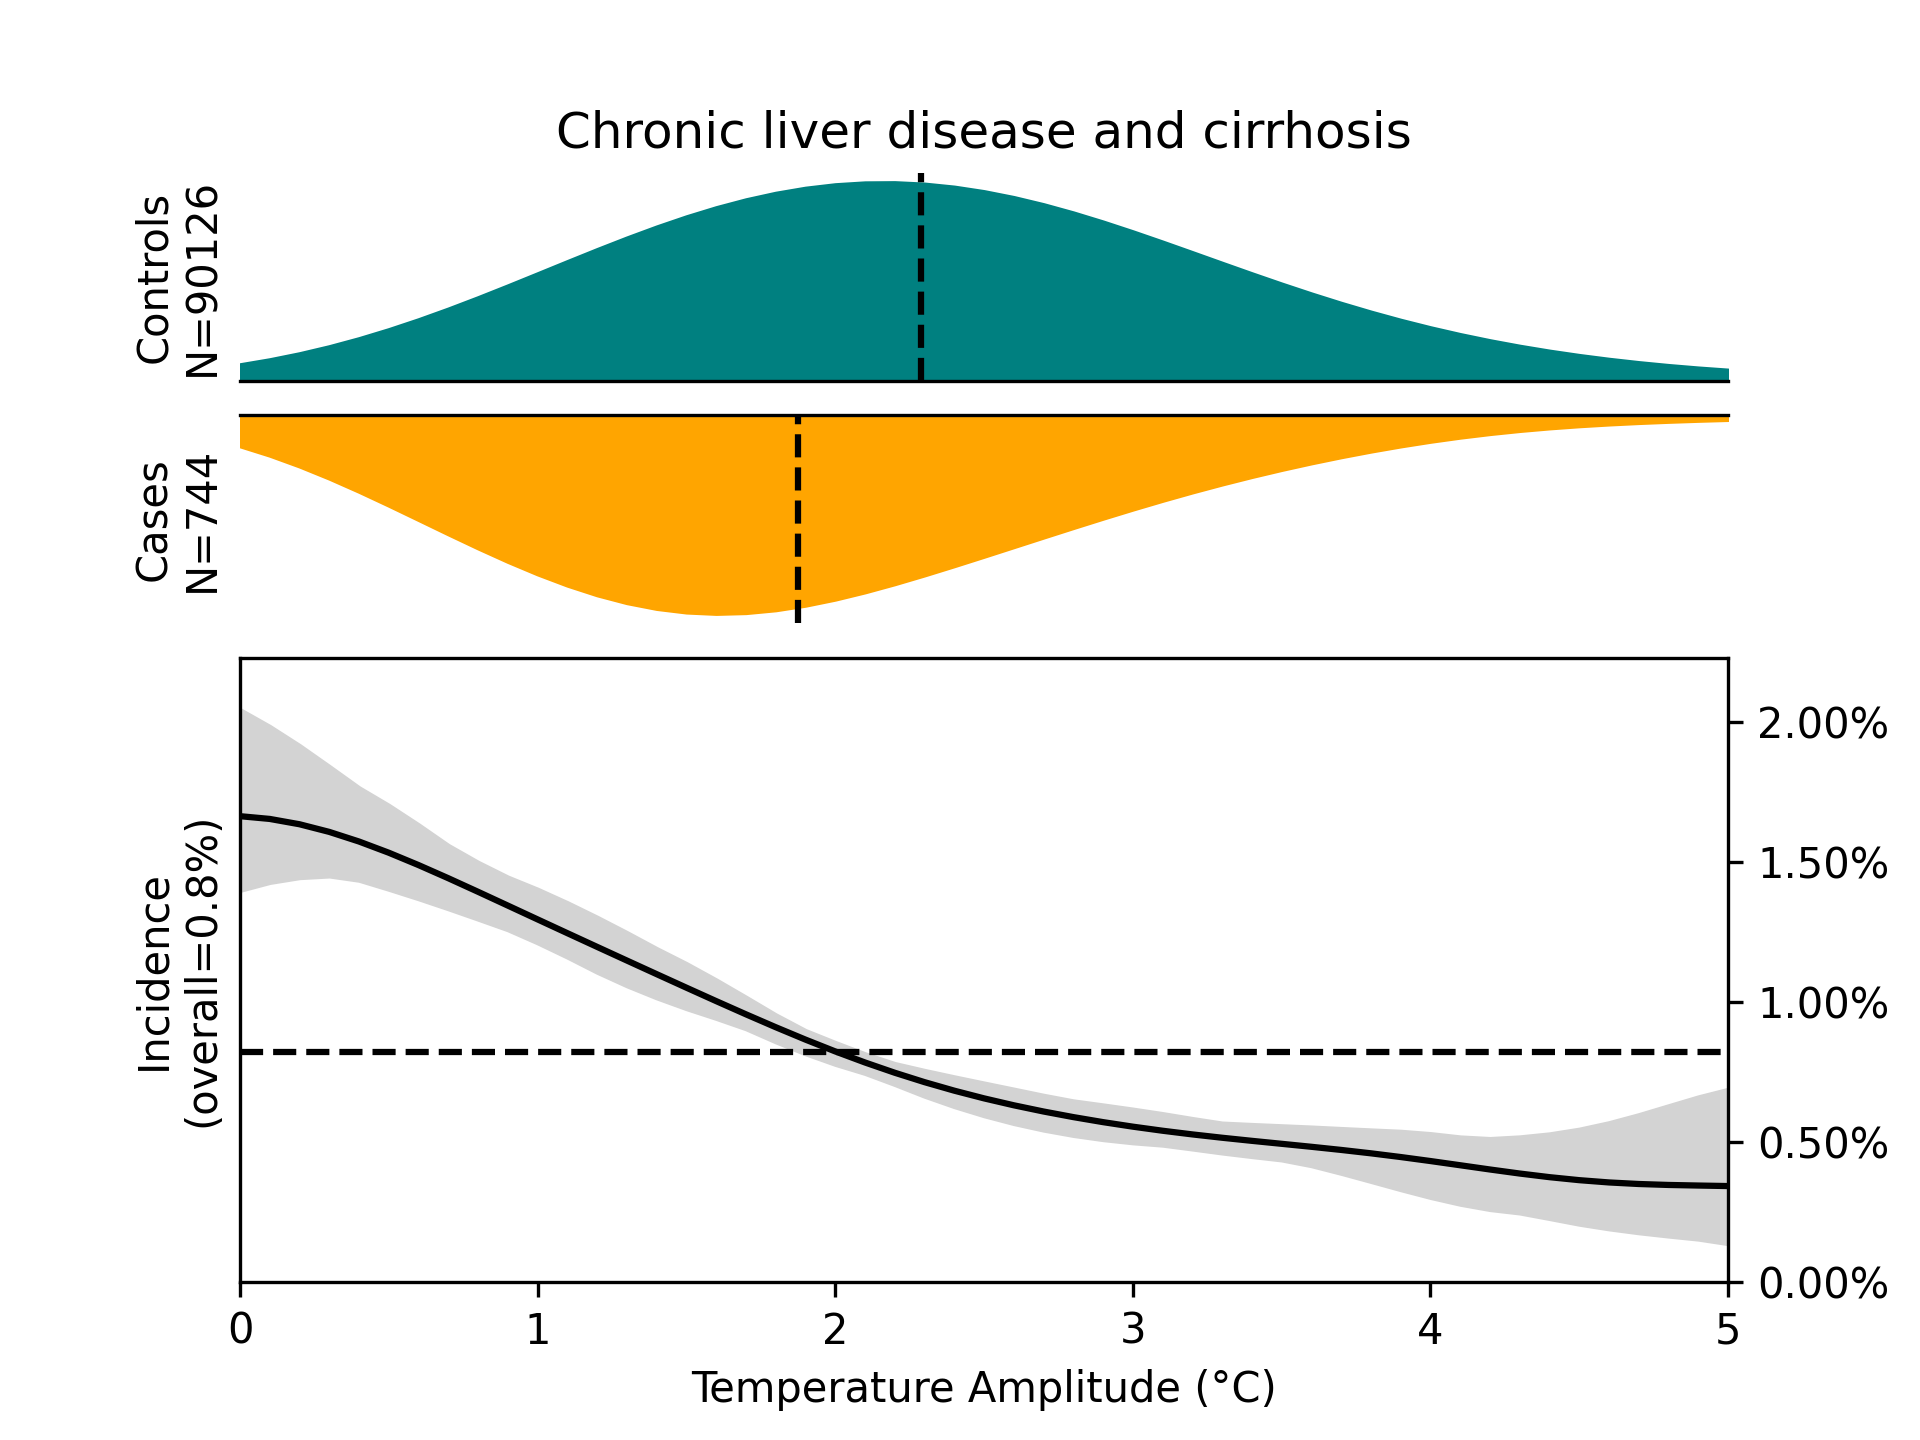 Chronic liver disease and cirrhosis
Controls
N=90126
Cases
N=744
Incidence
(overall=0.8%)
2.00%
1.50%
1.00%
0.50%
0.00%
0 1 2 3 4 5
Temperature Amplitude (°C)